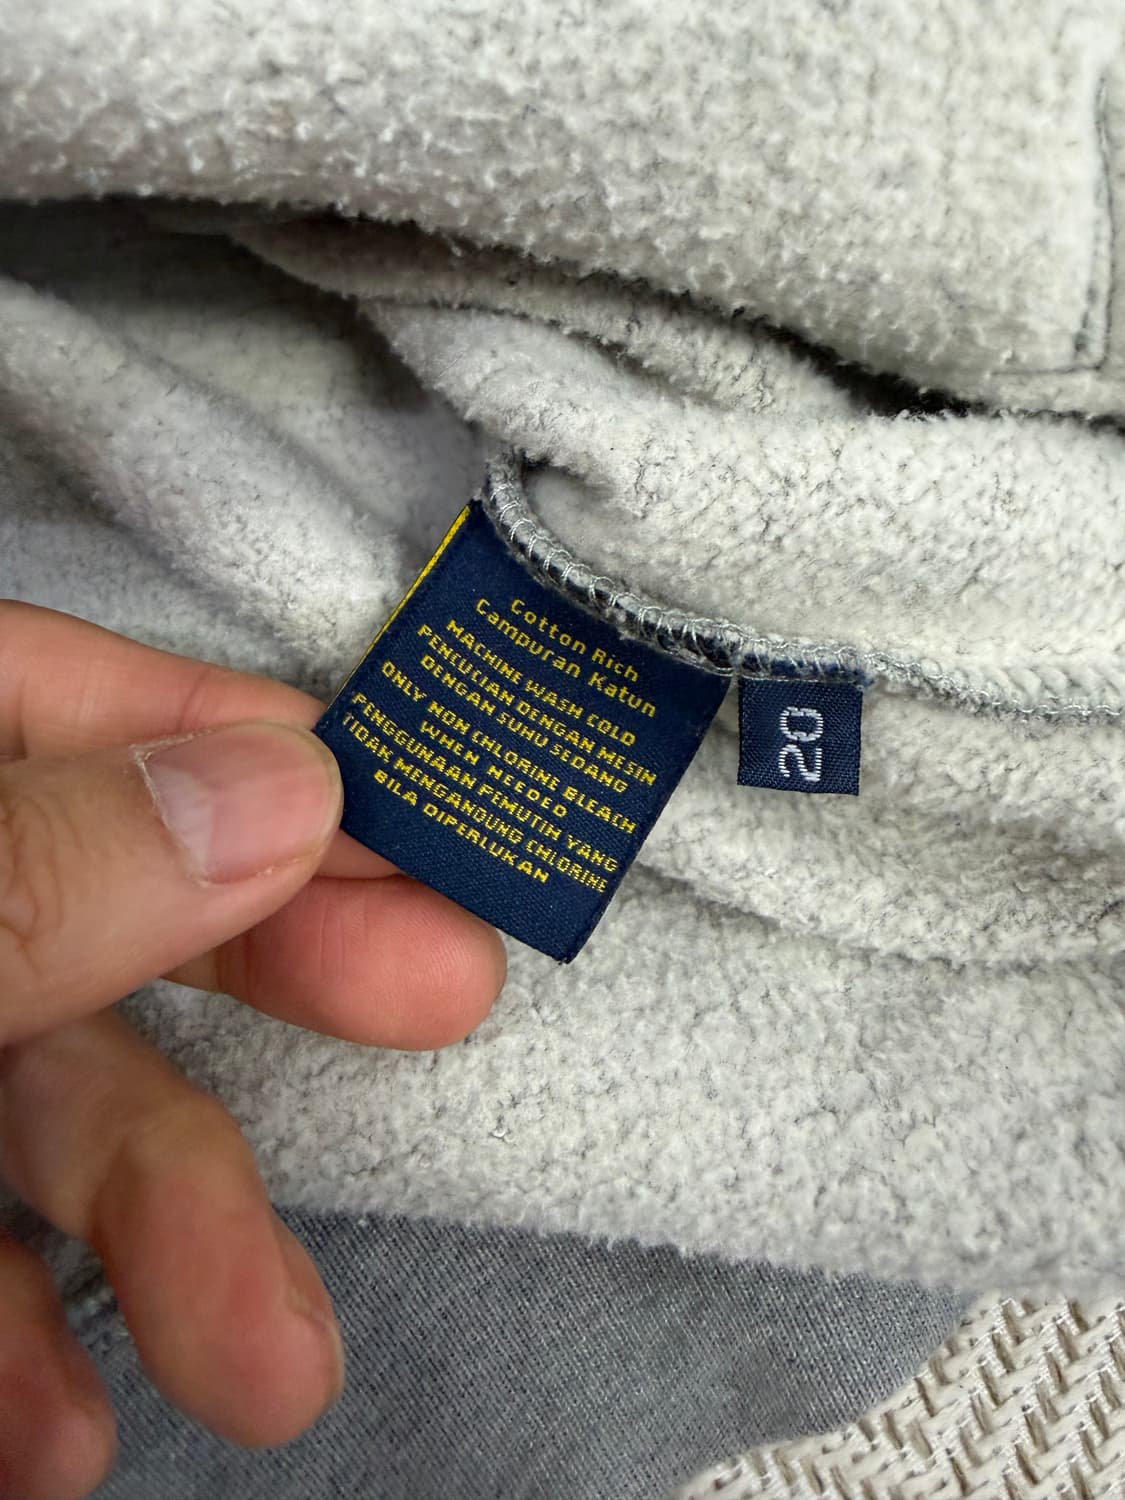 Cotton Rich
Campuran Katun
MACHINE WASH COLD
PENCUCIAN DENGAN MESIN
DENGAN SUHU SEDANG
ONLY NON CHLORINE BLEACH
WHEN NEEDED
PENGGUNAAN PEMUTIH YANG
TIDAK MENGANDUNG CHLORINE
BILA DIPERLUKAN
20